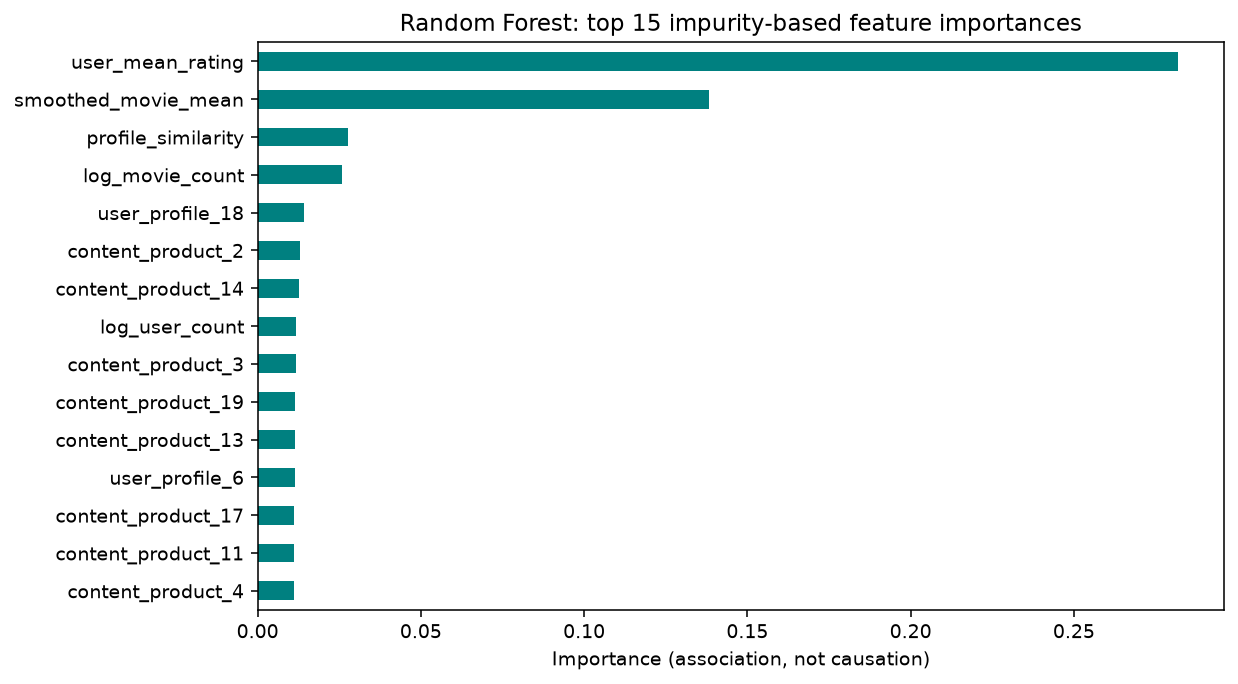 Random Forest: top 15 impurity-based feature importances
user_mean_rating
smoothed_movie_mean
profile_similarity
log_movie_count
user_profile_18
content_product_2
content_product_14
log_user_count
content_product_3
content_product_19
content_product_13
user_profile_6
content_product_17
content_product_11
content_product_4
0.00 0.05 0.10 0.15 0.20 0.25
Importance (association, not causation)